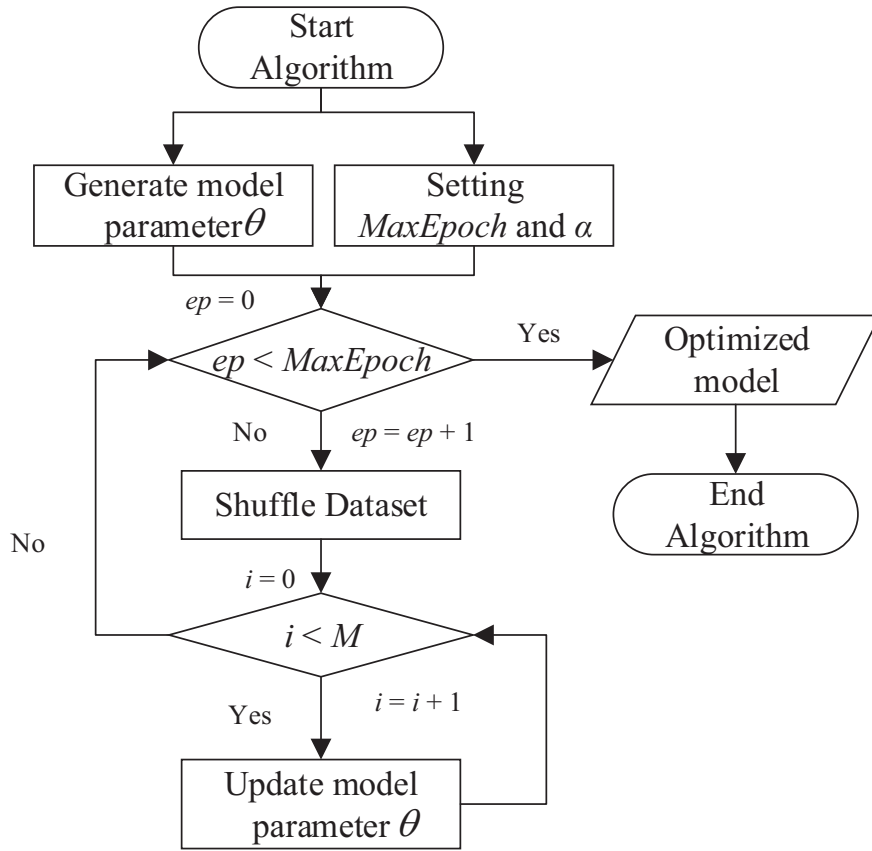 Start
Algorithm
Generate model
parameter θ
Setting
MaxEpoch and α
ep = 0
ep < MaxEpoch
Yes
Optimized
model
No
ep = ep + 1
Shuffle Dataset
End
Algorithm
No
i = 0
i < M
Yes
i = i + 1
Update model
parameter θ